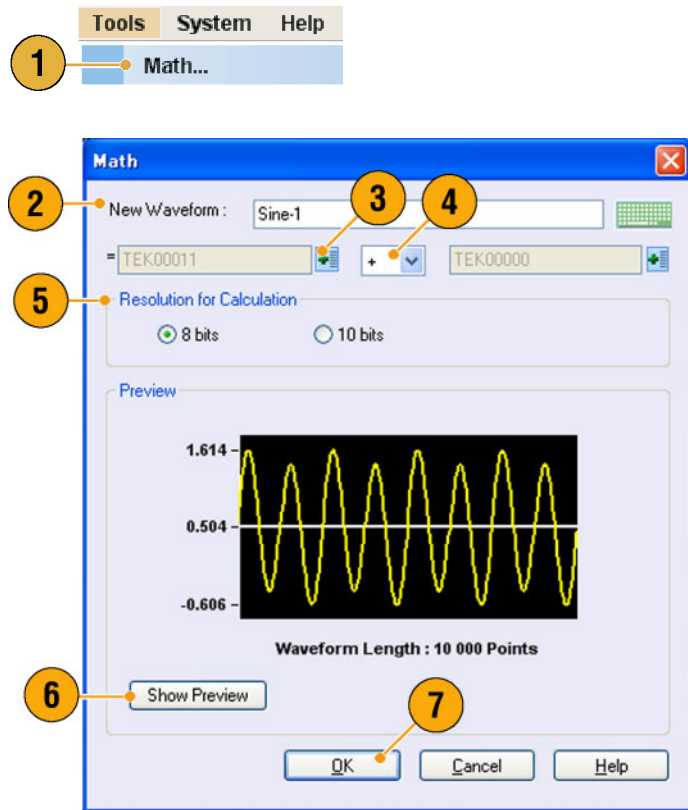 Tools System Help
1
Math...
Math
2
New Waveform :
Sine-1
3
4
= TEK00011
+
TEK00000
5
Resolution for Calculation
8 bits
10 bits
Preview
1.614
0.504
-0.606
Waveform Length : 10 000 Points
6
Show Preview
7
OK
Cancel
Help